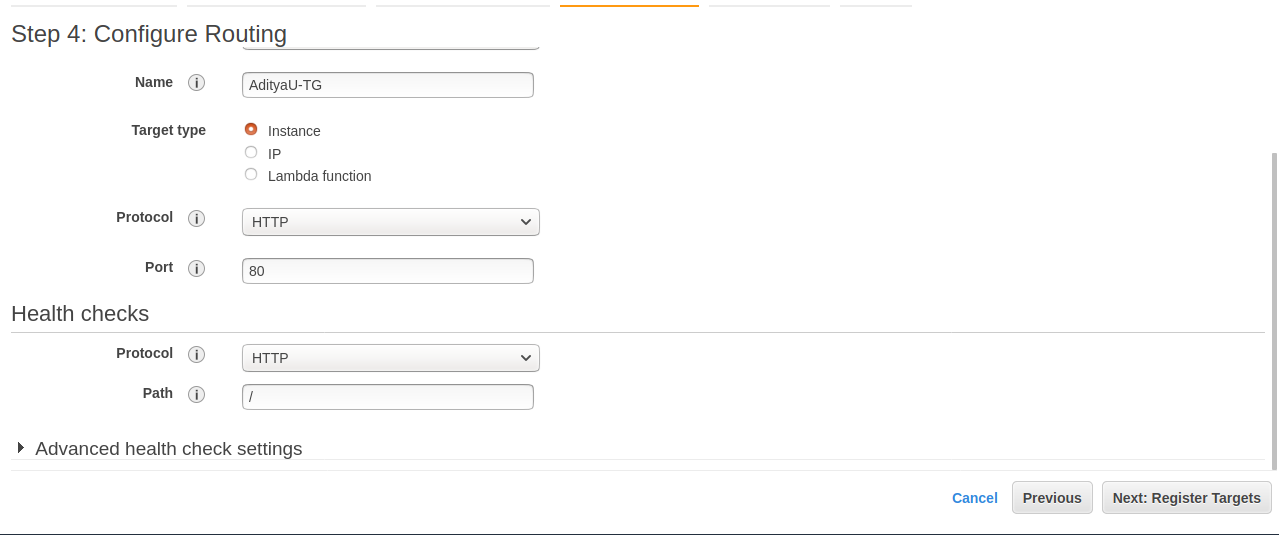 Step 4: Configure Routing
Name i AdityaU-TG
Target type Instance
IP
Lambda function
Protocol i HTTP
Port i 80
Health checks
Protocol i HTTP
Path i /
Advanced health check settings
Cancel Previous Next: Register Targets